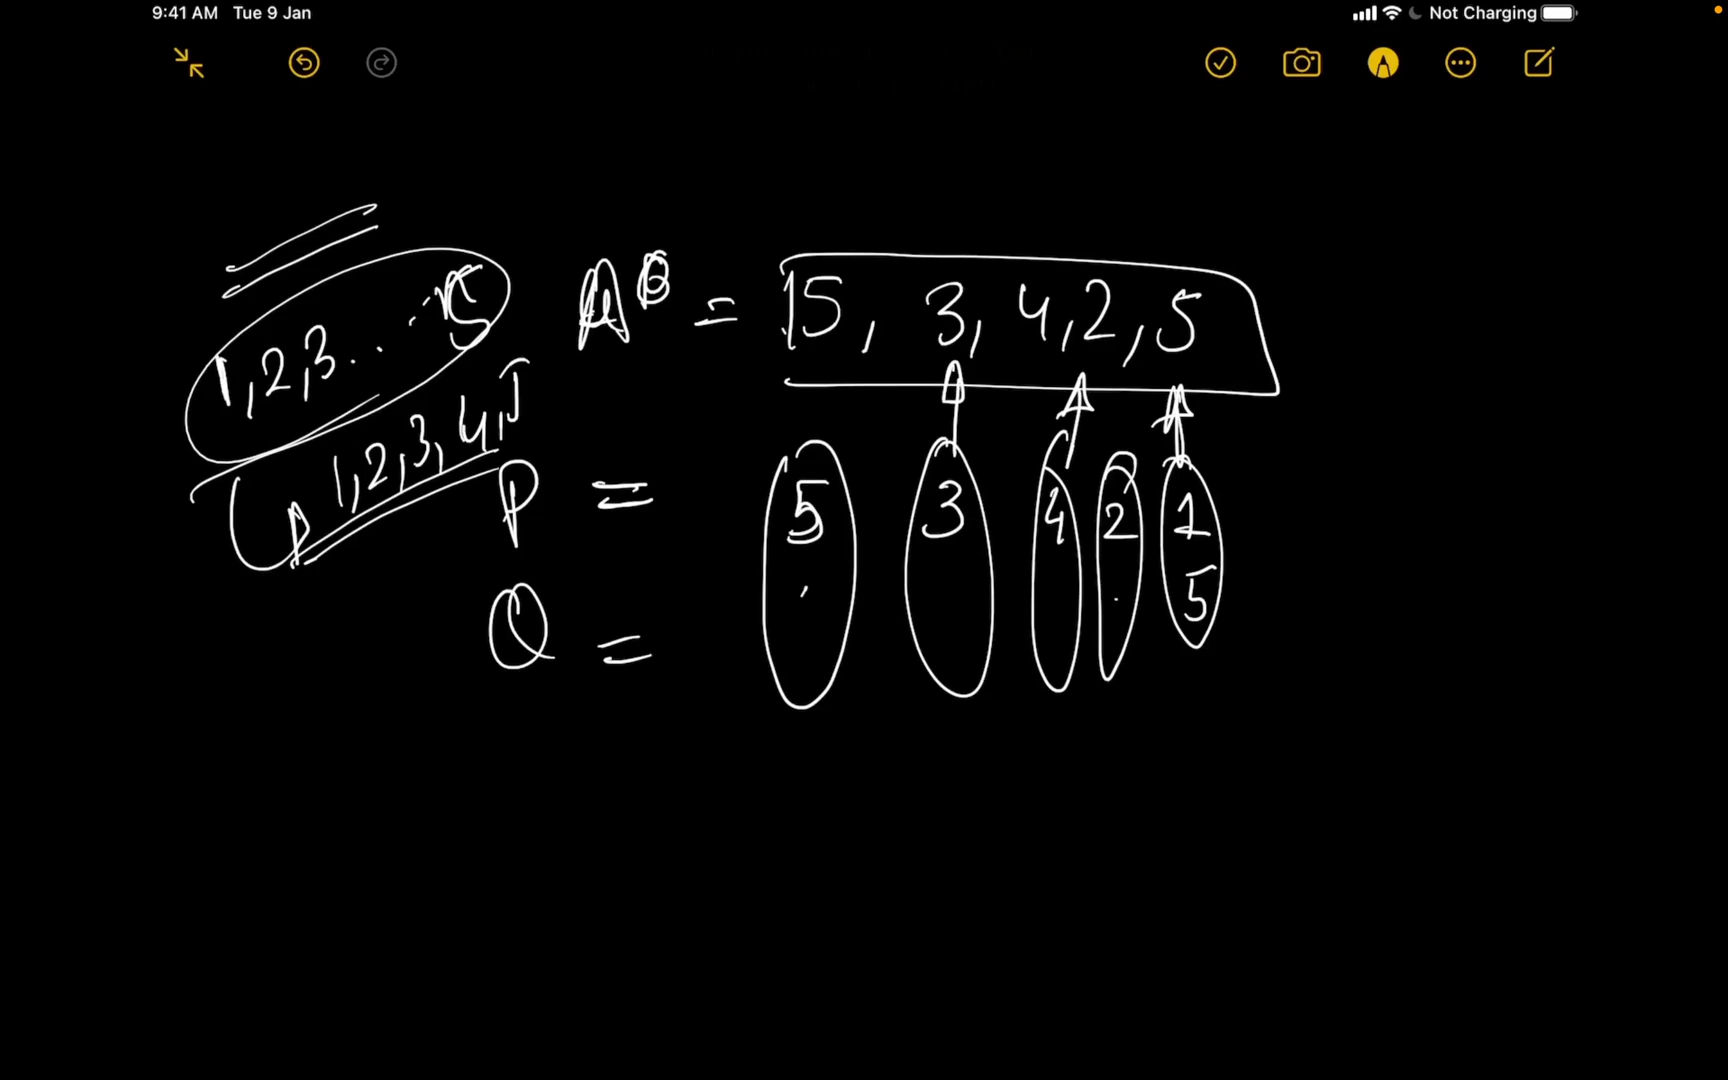 9:41 AM Tue 9 Jan
Not Charging
1,2,3...
= 5, 3, 4, 2, 5
1,2,3,4,5
P = 5 3 4 2 1
5
Q =